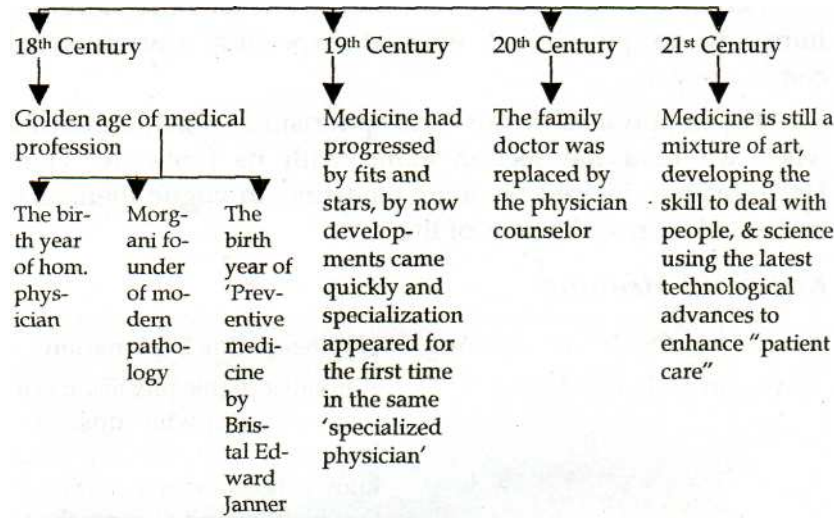 18th Century
Golden age of medical
profession
The bir-
th year
of hom.
phys-
ician
Morg-
ani fo-
under
of mo-
dern
patho-
logy
The
birth
year of
'Prev-
entive
medi-
cine
by
Bris-
tal Ed-
ward
Janner
19th Century
Medicine had
progressed
by fits and
stars, by now
develop-
ments came
quickly and
specialization
appeared for
the first time
in the same
'specialized
physician'
20th Century
The family
doctor was
replaced by
the physician
counselor
21st Century
Medicine is still a
mixture of art,
developing the
skill to deal with
people, & science
using the latest
technological
advances to
enhance "patient
care"